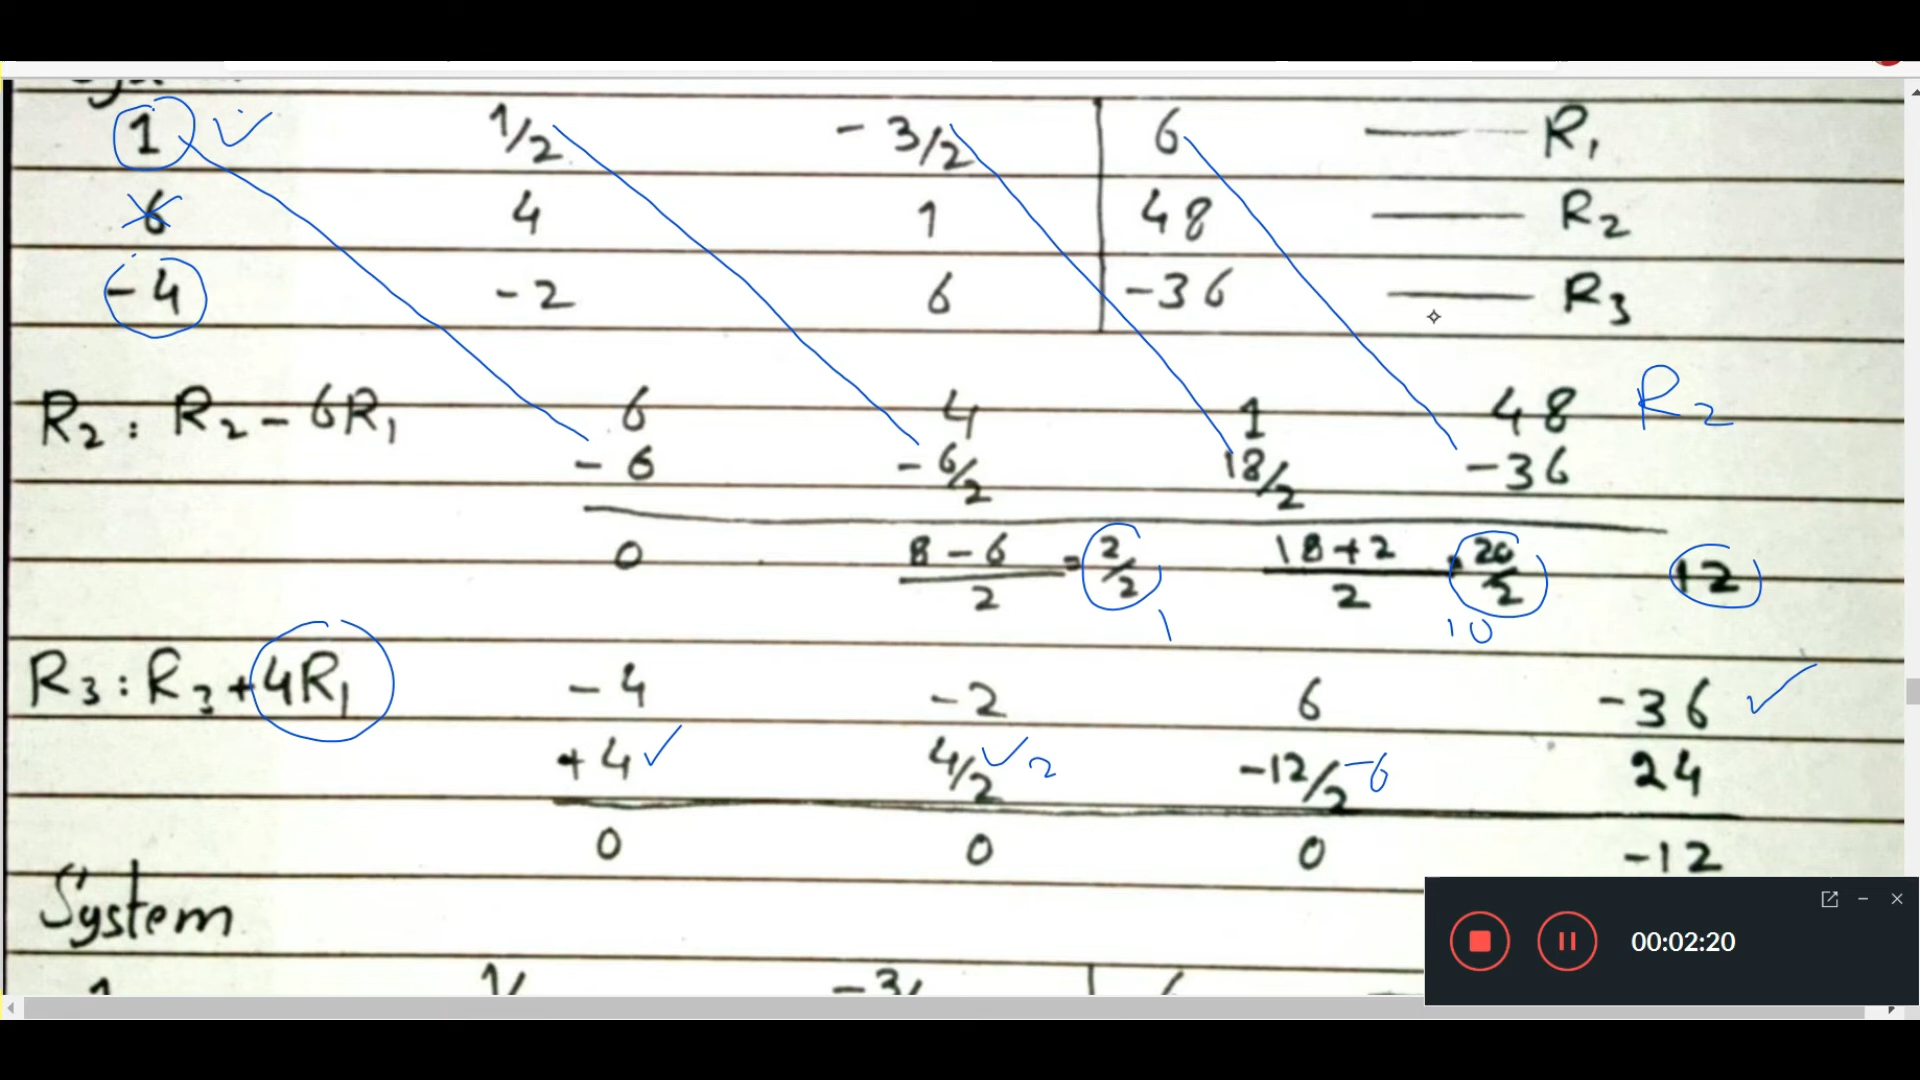 1 1/2 - 3/2 6 R1
6 4 1 48 R2
-4 -2 6 -36 R3
R2: R2 - 6R1 6 4 1 48 R2
- 6 - 6/2 18/2 -36
0 8-6/2 = 2/2 18+2/2 = 20/2 12
1 10
R3: R3 + 4R1 -4 -2 6 -36
+4 4/2 2 -12/2 -6 24
0 0 0 -12
System
00:02:20